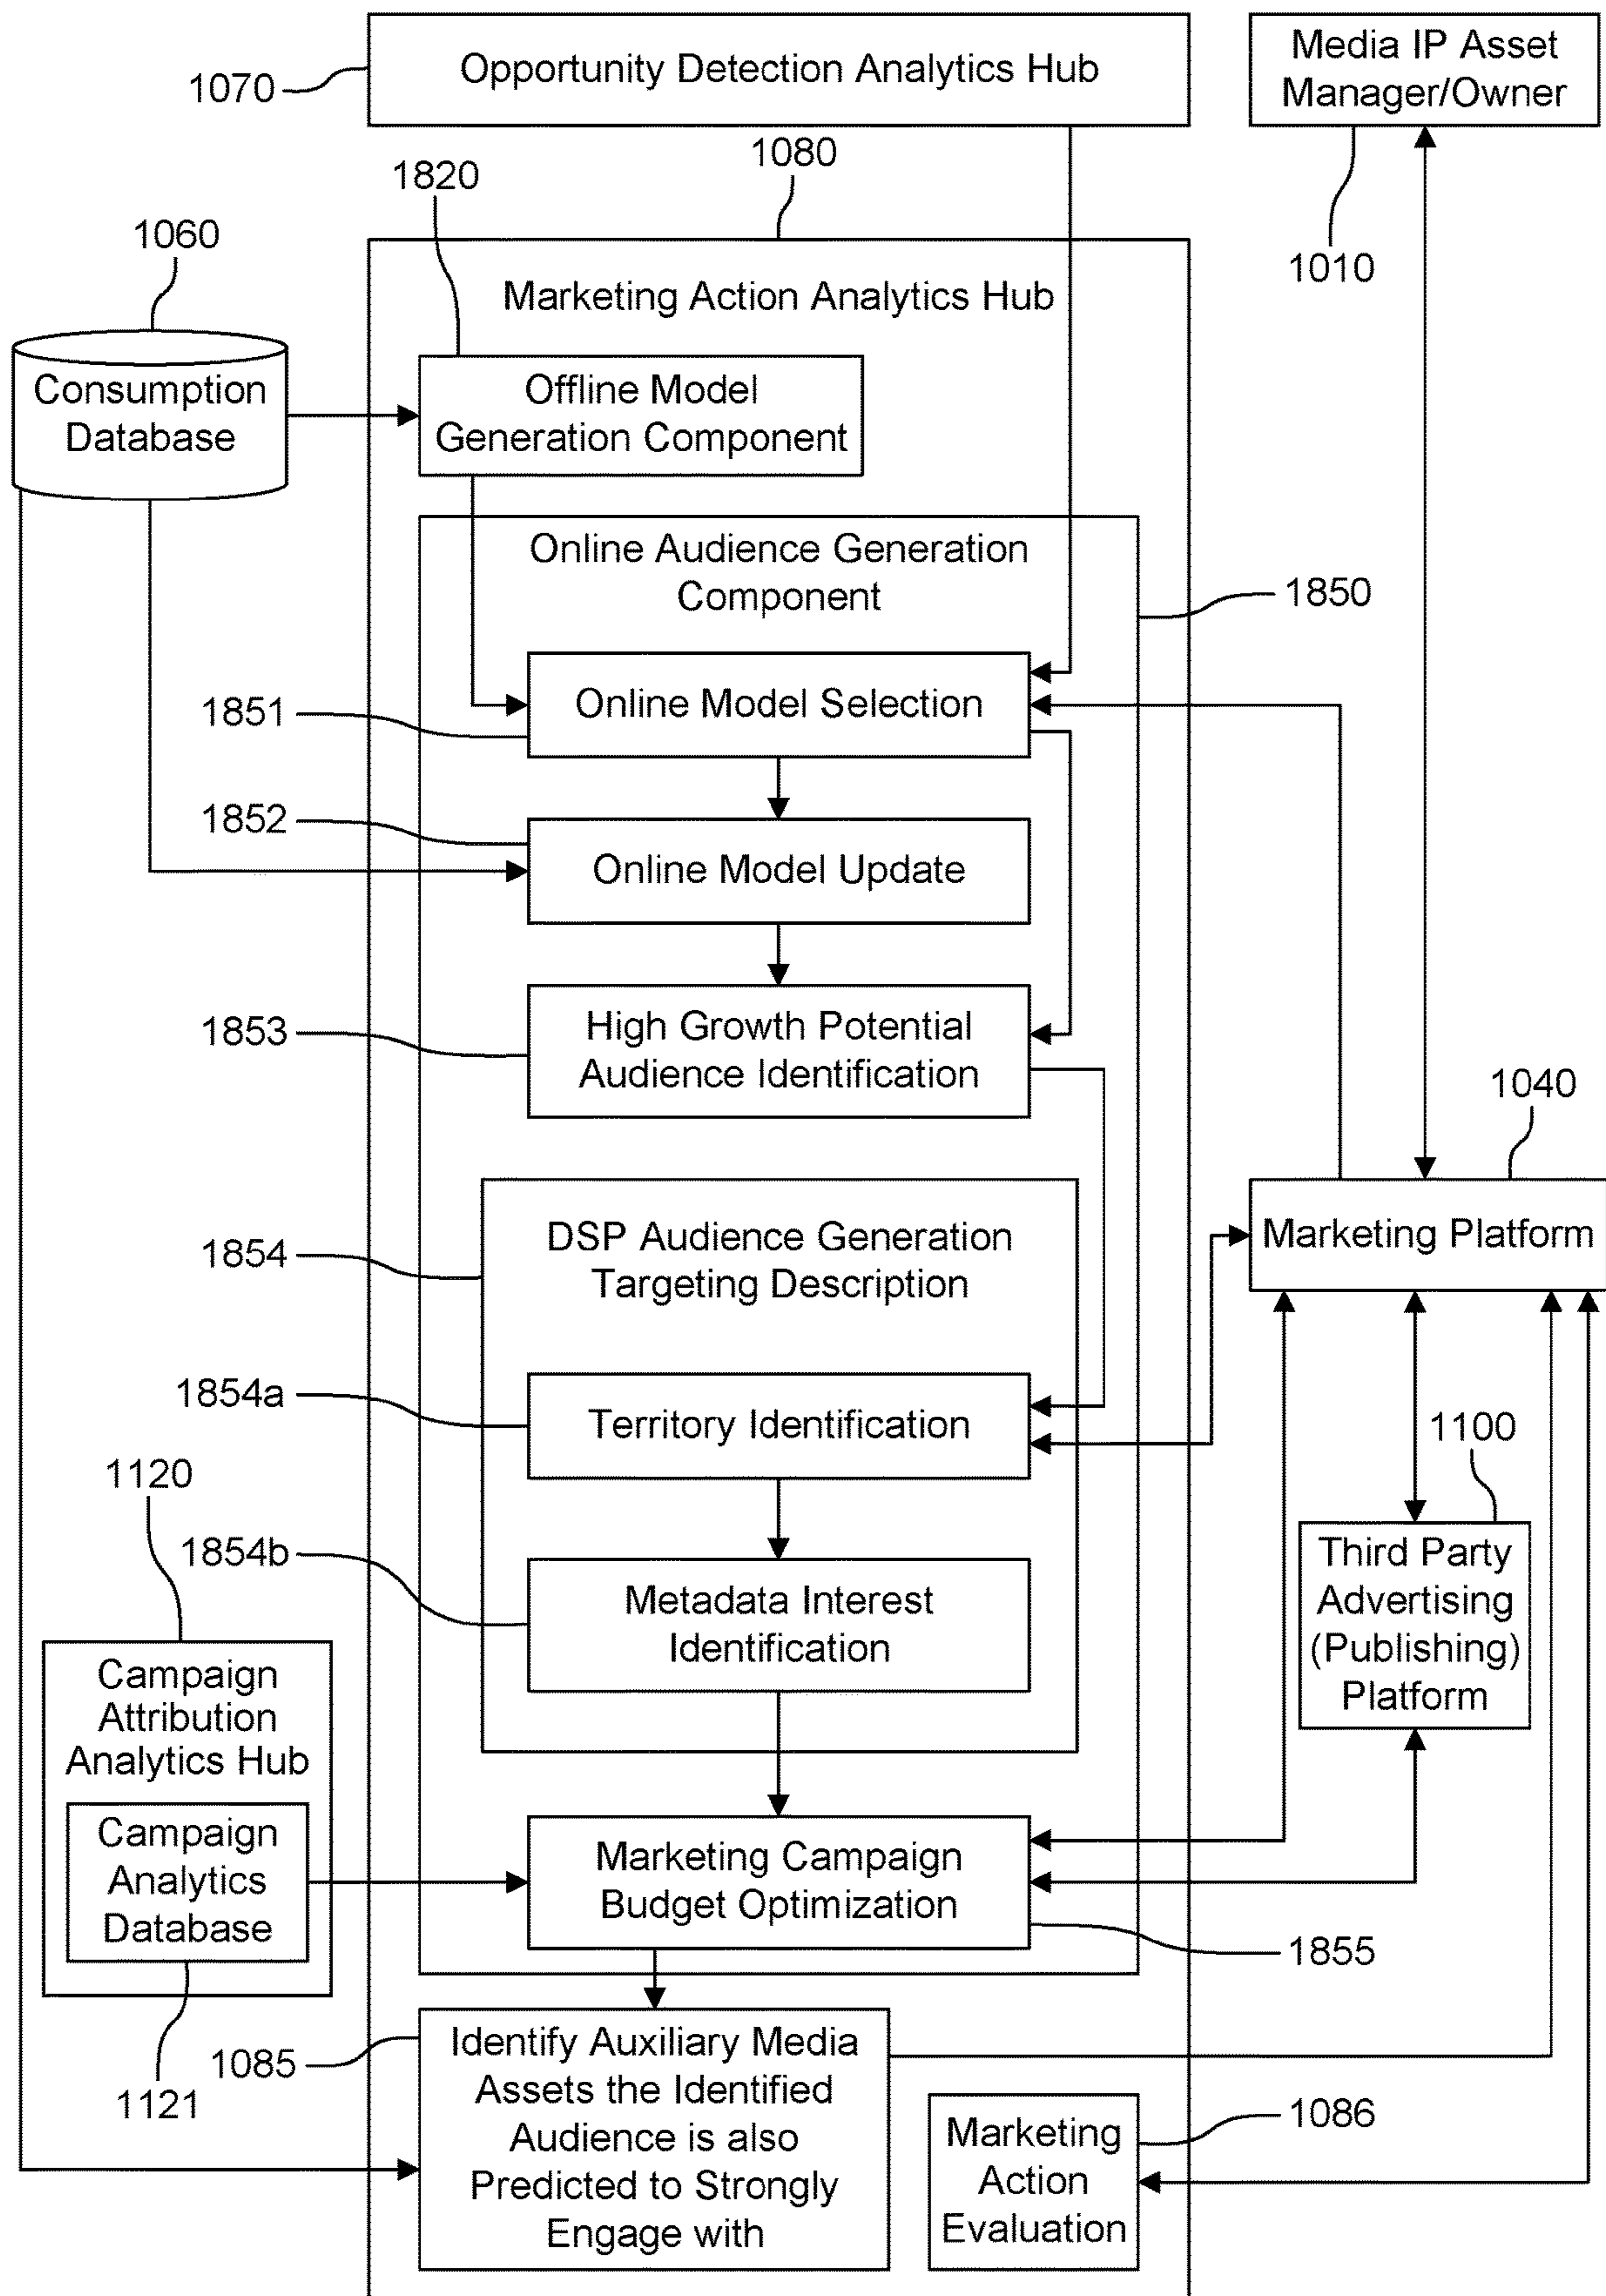 Opportunity Detection Analytics Hub
1070
Media IP Asset
Manager/Owner
1010
1080
1820
1060
Marketing Action Analytics Hub
Consumption
Database
Offline Model
Generation Component
Online Audience Generation
Component
1850
Online Model Selection
1851
1852
Online Model Update
1853
High Growth Potential
Audience Identification
1040
Marketing Platform
1854
DSP Audience Generation
Targeting Description
1854a
Territory Identification
1100
Third Party
Advertising
(Publishing)
Platform
1120
1854b
Metadata Interest
Identification
Campaign
Attribution
Analytics Hub
Campaign
Analytics
Database
1121
Marketing Campaign
Budget Optimization
1855
1085
Identify Auxiliary Media
Assets the Identified
Audience is also
Predicted to Strongly
Engage with
Marketing
Action
Evaluation
1086